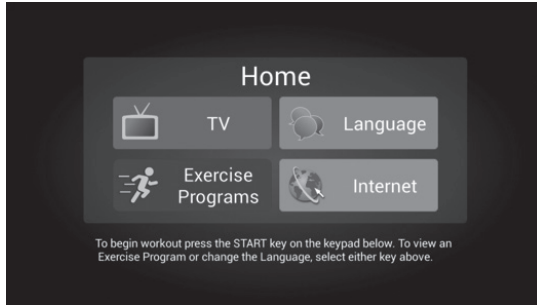 Home
TV
Language
Exercise
Programs
Internet
To begin workout press the START key on the keypad below. To view an
Exercise Program or change the Language, select either key above.